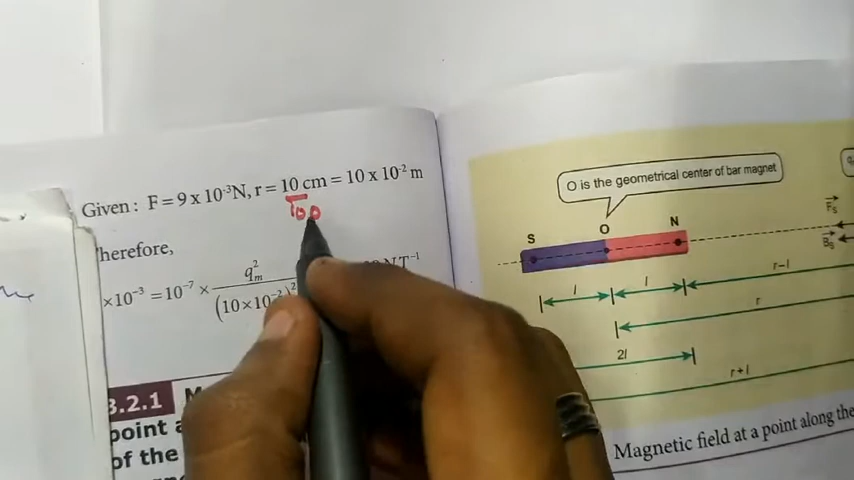 Given : F = 9 x 10⁻³N, r = 10 cm = 10 x 10⁻² m
100
herefore,
×10⁻³ = 10⁻⁷ × q²ₘ / (10×10⁻²)²
NT⁻¹
3.2.1
point a
of the
O is the geometrical center of bar magnet
S O N
F⃗s
B⃗s
l l r−l
r
2l
r+l
Magnetic field at a point along the